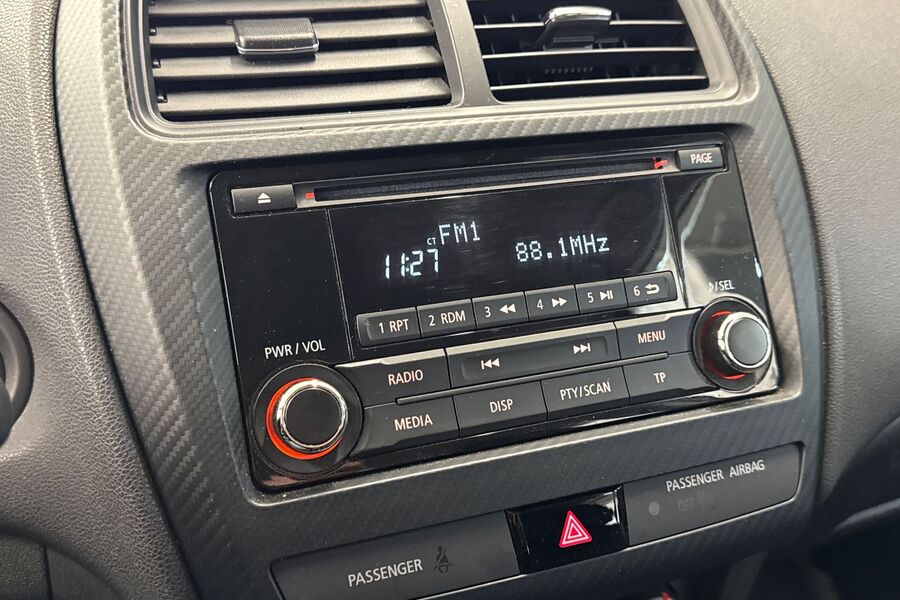 PAGE
CT FM1
11:27 88.1MHz
1 RPT 2 RDM 3 4 5 6
♪/SEL
PWR / VOL
RADIO MENU
MEDIA DISP PTY/SCAN TP
PASSENGER AIRBAG
OFF
PASSENGER